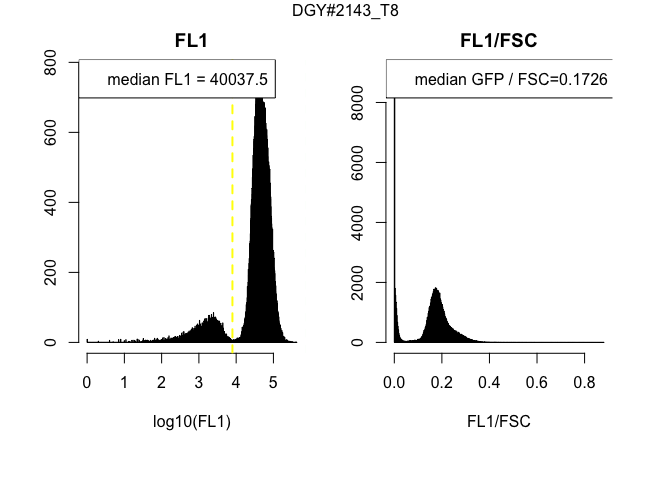 DGY#2143_T8
FL1
median FL1 = 40037.5
800
600
400
200
0
0 1 2 3 4 5
log10(FL1)
FL1/FSC
median GFP / FSC=0.1726
8000
6000
4000
2000
0
0.0 0.2 0.4 0.6 0.8
FL1/FSC